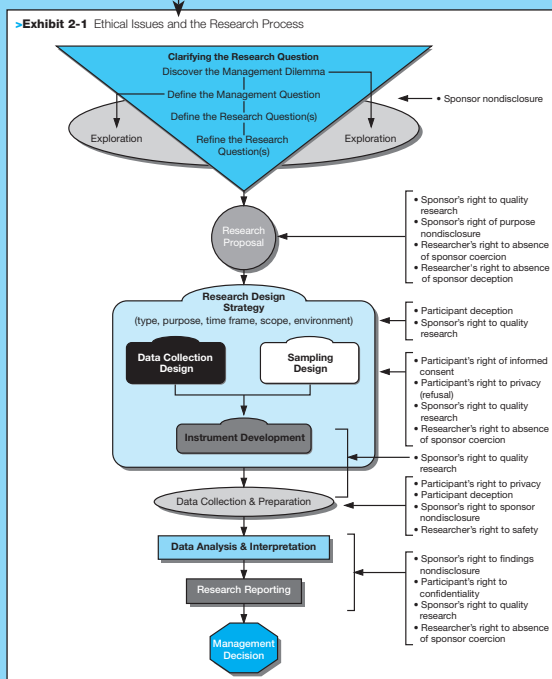 >Exhibit 2-1 Ethical Issues and the Research Process
Clarifying the Research Question
Discover the Management Dilemma
Define the Management Question
Define the Research Question(s)
Refine the Research
Question(s)
Exploration
Exploration
• Sponsor nondisclosure
Research
Proposal
• Sponsor's right to quality
research
• Sponsor's right of purpose
nondisclosure
• Researcher's right to absence
of sponsor coercion
• Researcher's right to absence
of sponsor deception
Research Design
Strategy
(type, purpose, time frame, scope, environment)
• Participant deception
• Sponsor's right to quality
research
Data Collection
Design
Sampling
Design
• Participant's right of informed
consent
• Participant's right to privacy
(refusal)
• Sponsor's right to quality
research
• Researcher's right to absence
of sponsor coercion
Instrument Development
• Sponsor's right to quality
research
Data Collection & Preparation
• Participant's right to privacy
• Participant deception
• Sponsor's right to sponsor
nondisclosure
• Researcher's right to safety
Data Analysis & Interpretation
Research Reporting
• Sponsor's right to findings
nondisclosure
• Participant's right to
confidentiality
• Sponsor's right to quality
research
• Researcher's right to absence
of sponsor coercion
Management
Decision